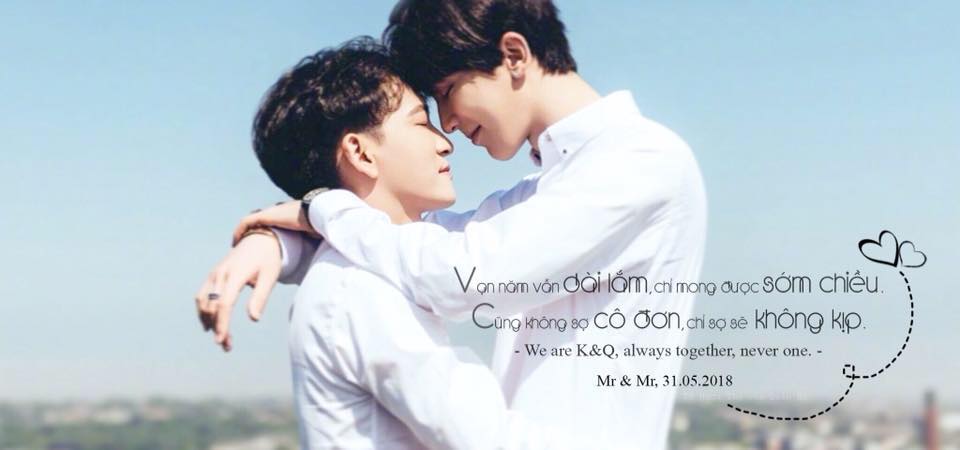 Vạn năm vẫn dài lắm, chỉ mong được sớm chiều.
Cũng không sợ cô đơn, chỉ sợ sẽ không kịp.
- We are K&Q, always together, never one. -
Mr & Mr, 31.05.2018